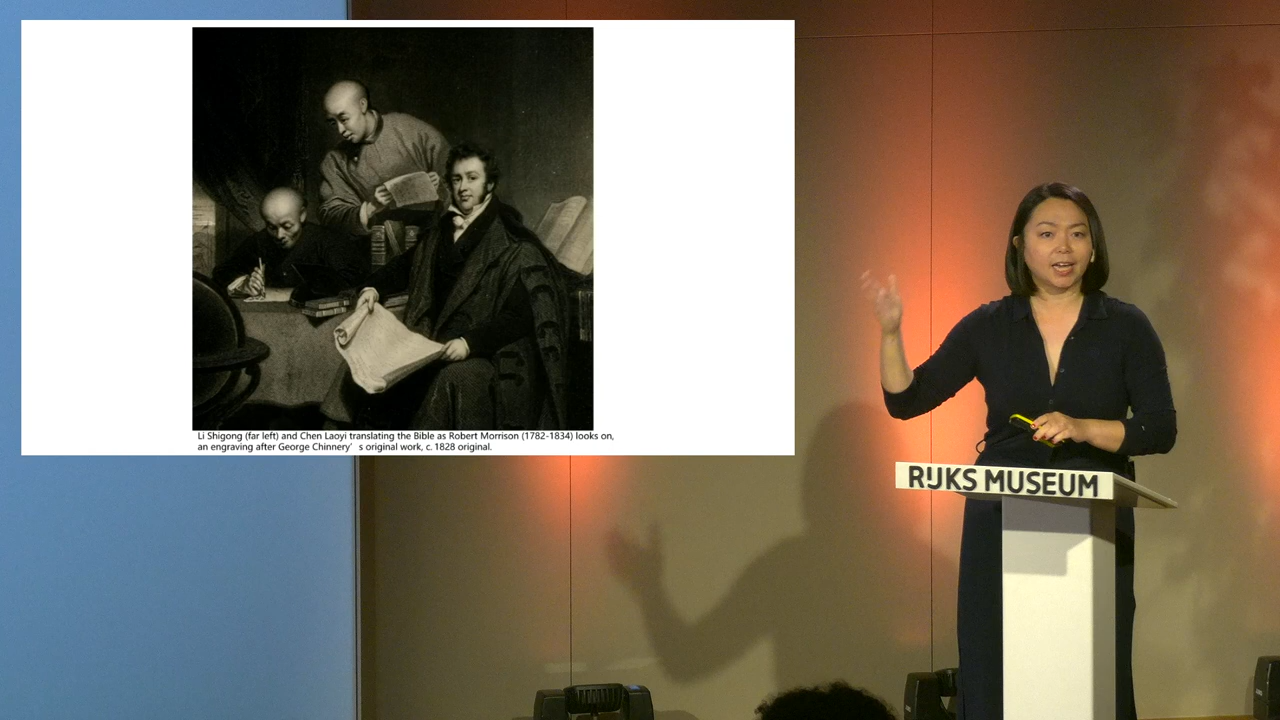 Li Shigong (far left) and Chen Laoyi translating the Bible as Robert Morrison (1782-1834) looks on,
an engraving after George Chinnery’ s original work, c. 1828 original.
RIJKS MUSEUM